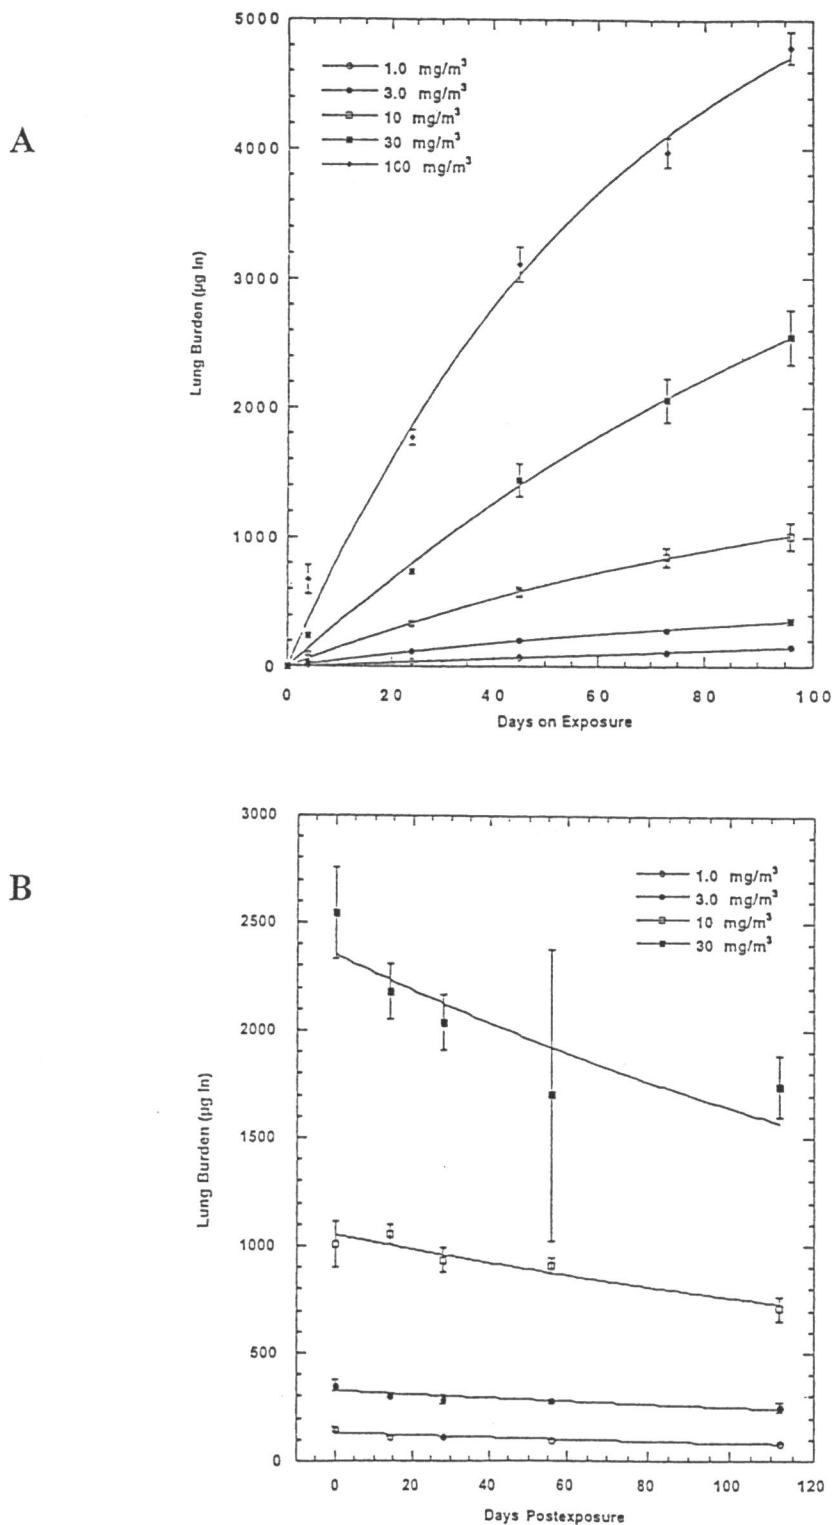 A
5000
4000
3000
2000
1000
0
Lung Burden (µg In)
1.0 mg/m³
3.0 mg/m³
10 mg/m³
30 mg/m³
100 mg/m³
0 20 40 60 80 100
Days on Exposure
B
3000
2500
2000
1500
1000
500
0
Lung Burden (µg In)
1.0 mg/m³
3.0 mg/m³
10 mg/m³
30 mg/m³
0 20 40 60 80 100 120
Days Postexposure